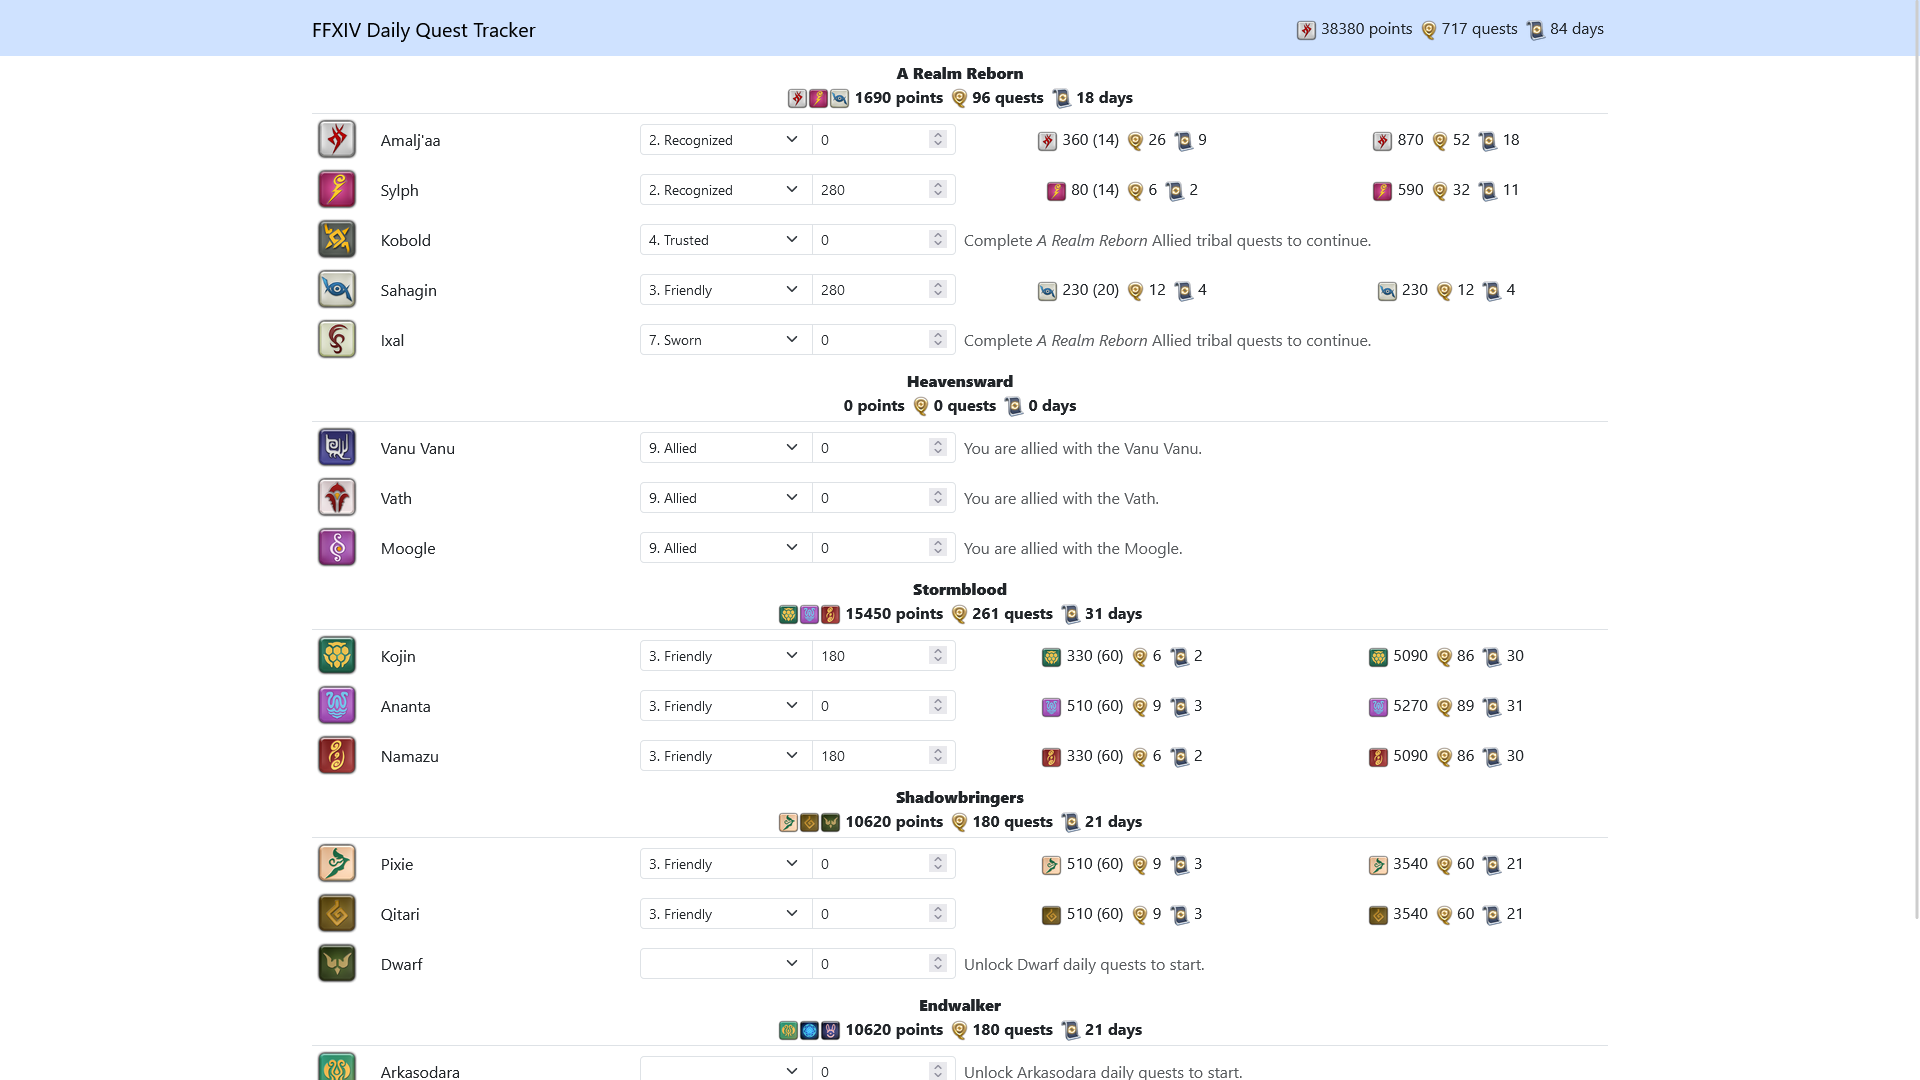 FFXIV Daily Quest Tracker 38380 points 717 quests 84 days
A Realm Reborn
1690 points 96 quests 18 days
Amalj'aa 2. Recognized 0 360 (14) 26 9 870 52 18
Sylph 2. Recognized 280 80 (14) 6 2 590 32 11
Kobold 4. Trusted 0 Complete A Realm Reborn Allied tribal quests to continue.
Sahagin 3. Friendly 280 230 (20) 12 4 230 12 4
Ixal 7. Sworn 0 Complete A Realm Reborn Allied tribal quests to continue.
Heavensward
0 points 0 quests 0 days
Vanu Vanu 9. Allied 0 You are allied with the Vanu Vanu.
Vath 9. Allied 0 You are allied with the Vath.
Moogle 9. Allied 0 You are allied with the Moogle.
Stormblood
15450 points 261 quests 31 days
Kojin 3. Friendly 180 330 (60) 6 2 5090 86 30
Ananta 3. Friendly 0 510 (60) 9 3 5270 89 31
Namazu 3. Friendly 180 330 (60) 6 2 5090 86 30
Shadowbringers
10620 points 180 quests 21 days
Pixie 3. Friendly 0 510 (60) 9 3 3540 60 21
Qitari 3. Friendly 0 510 (60) 9 3 3540 60 21
Dwarf 0 Unlock Dwarf daily quests to start.
Endwalker
10620 points 180 quests 21 days
Arkasodara 0 Unlock Arkasodara daily quests to start.